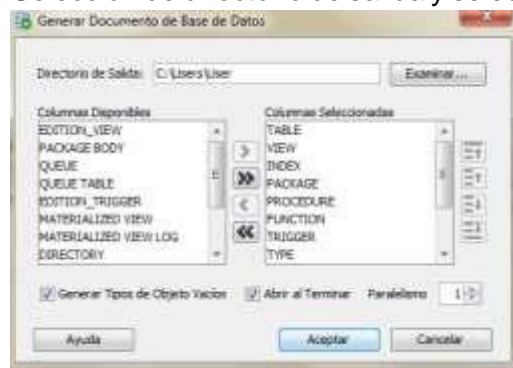 Generar Documento de Base de Datos
Directorio de Salida: C:\Users\User Examinar...
Columnas Disponibles
EDITION_VIEW
PACKAGE BODY
QUEUE
QUEUE TABLE
EDITION_TRIGGER
MATERIALIZED VIEW
MATERIALIZED VIEW LOG
DIRECTORY
Columnas Seleccionadas
TABLE
VIEW
INDEX
PACKAGE
PROCEDURE
FUNCTION
TRIGGER
TYPE
Generar Tipos de Objeto Vacíos Abrir al Terminar Paralelismo 1
Ayuda Aceptar Cancelar